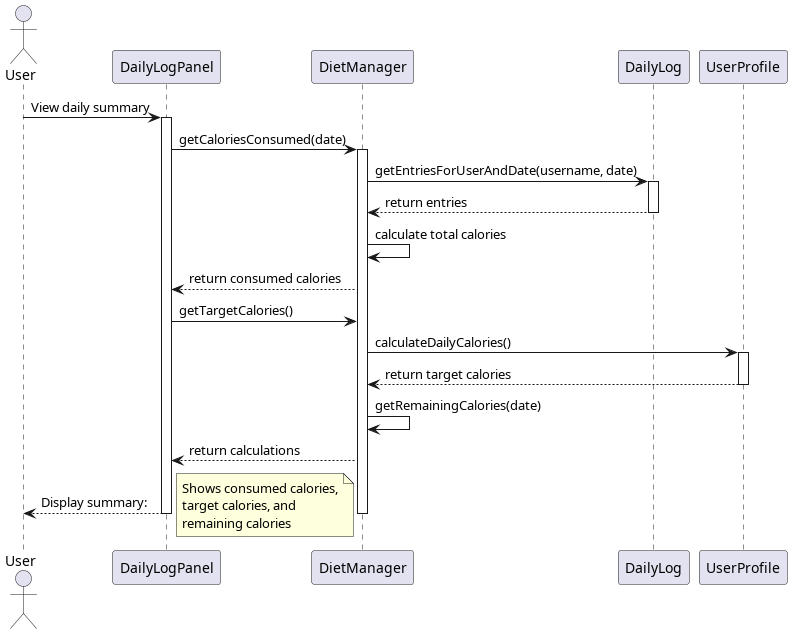 User
DailyLogPanel
DietManager
DailyLog
UserProfile
View daily summary
getCaloriesConsumed(date)
getEntriesForUserAndDate(username, date)
return entries
calculate total calories
return consumed calories
getTargetCalories()
calculateDailyCalories()
return target calories
getRemainingCalories(date)
return calculations
Shows consumed calories,
target calories, and
remaining calories
Display summary:
User
DailyLogPanel
DietManager
DailyLog
UserProfile